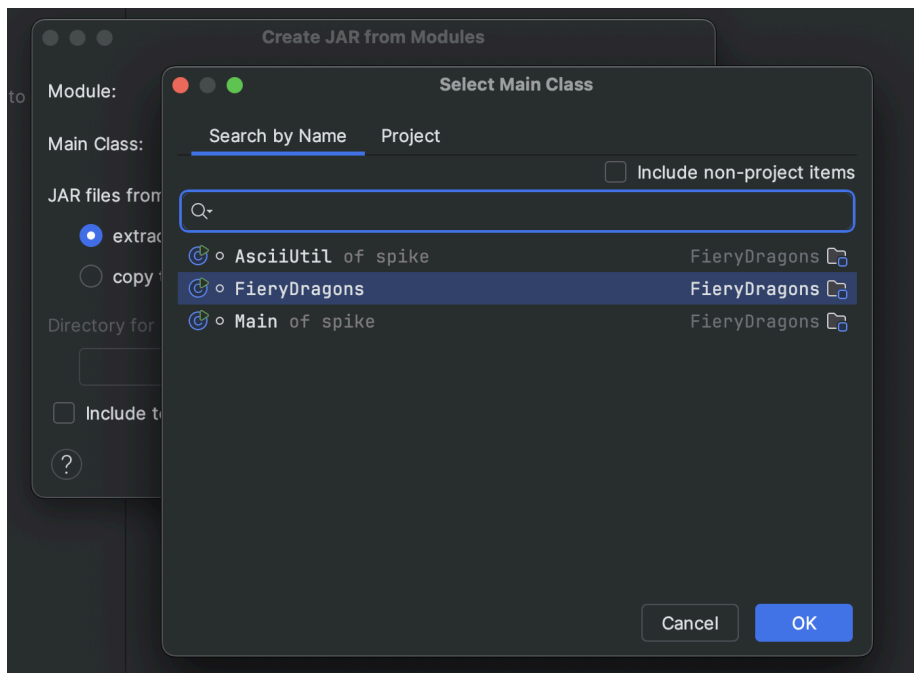 Create JAR from Modules
Select Main Class
to
Module:
Main Class:
JAR files from
extrac
copy
Directory for
Include t
?
Search by Name Project
Include non-project items
AsciiUtil of spike FieryDragons
FieryDragons FieryDragons
Main of spike FieryDragons
Cancel OK